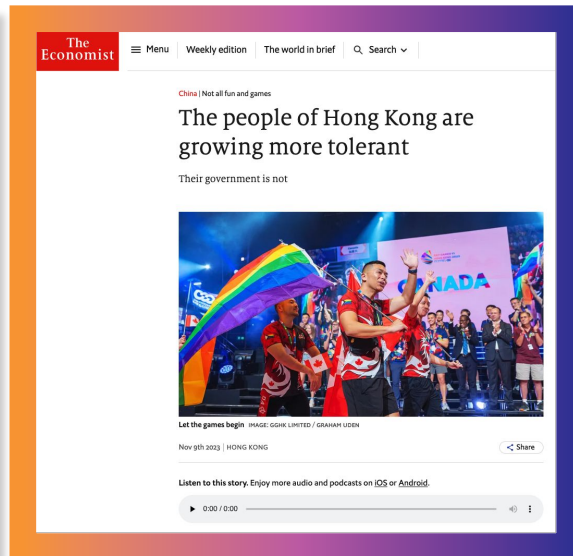 The
Economist
Menu
Weekly edition
The world in brief
Search
China | Not all fun and games
The people of Hong Kong are
growing more tolerant
Their government is not
CANADA
Let the games begin IMAGE: GGHK LIMITED / GRAHAM UDEN
Nov 9th 2023 | HONG KONG
Share
Listen to this story. Enjoy more audio and podcasts on iOS or Android.
0:00 / 0:00